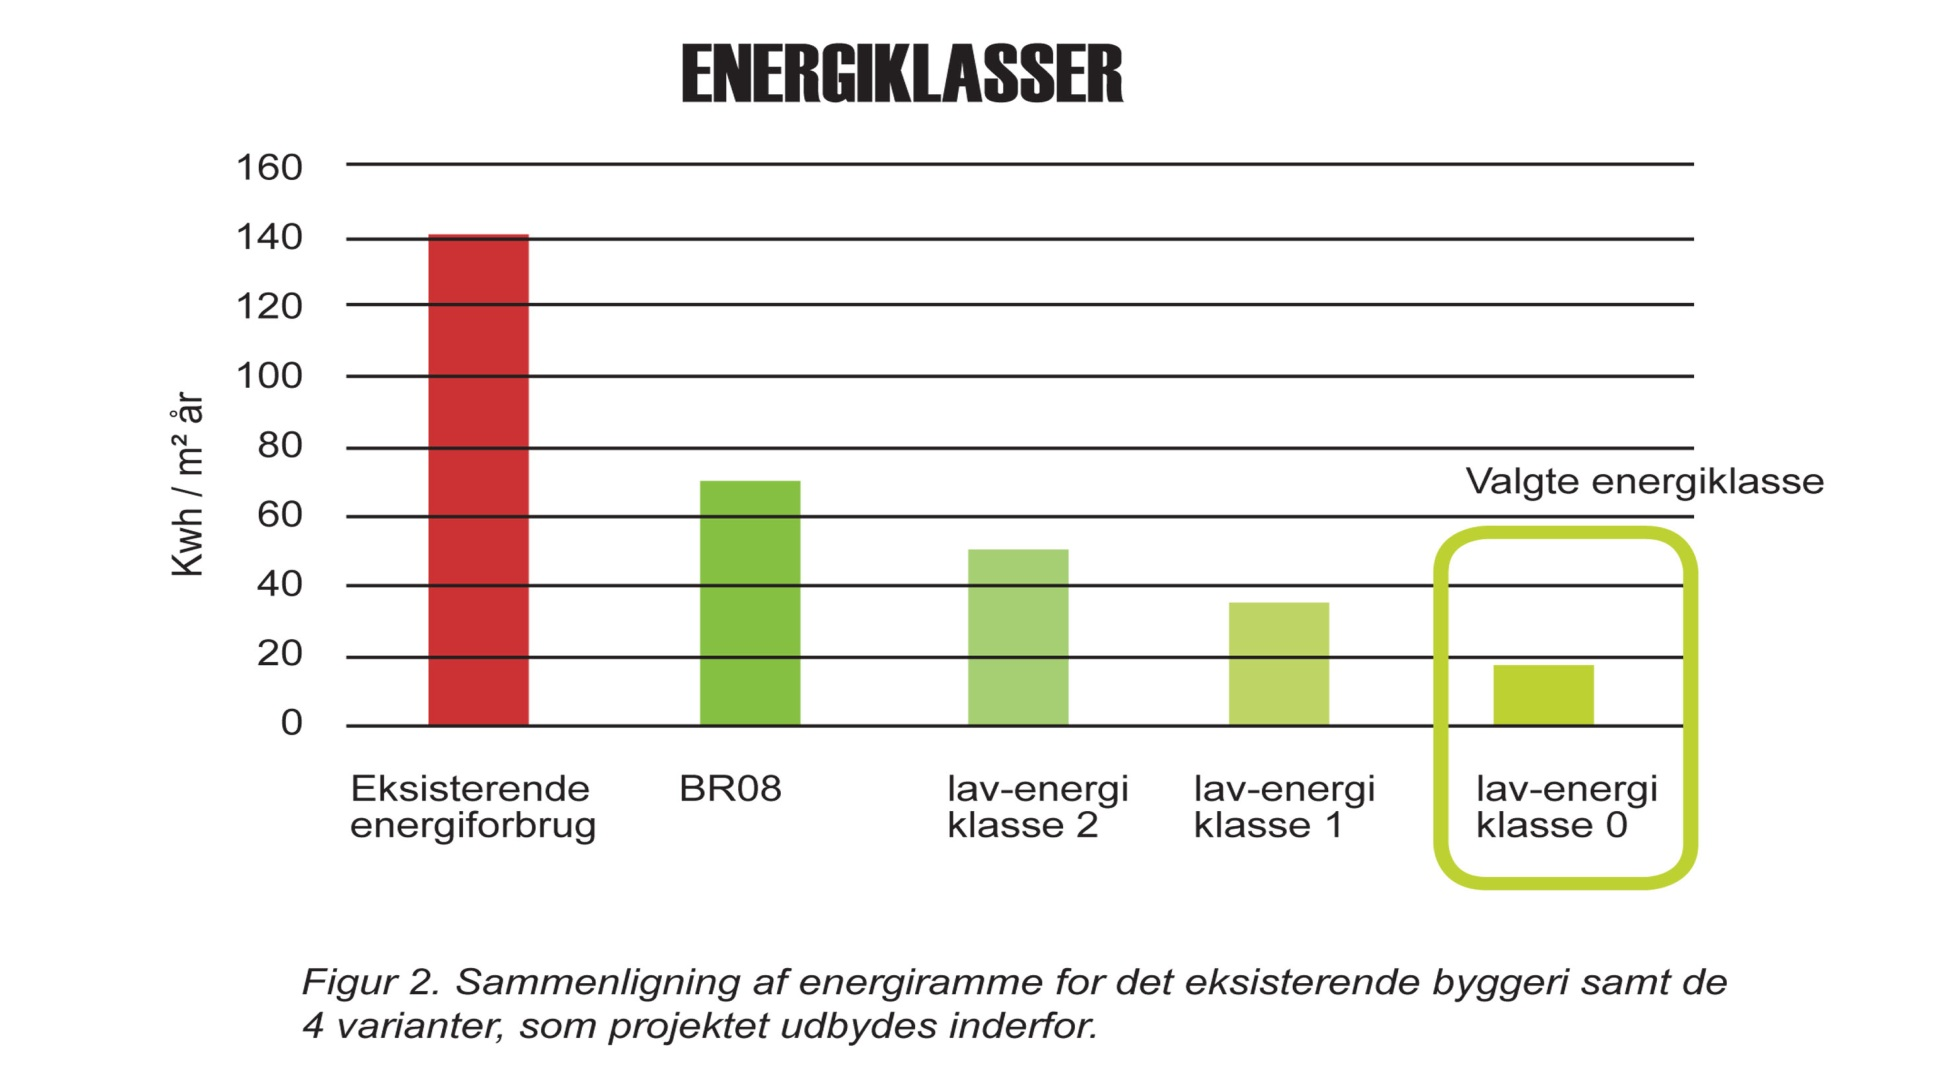 ENERGIKLASSER
160
140
120
100
80
60
40
20
0
Kwh / m² år
Valgte energiklasse
Eksisterende
energiforbrug
BR08
lav-energi
klasse 2
lav-energi
klasse 1
lav-energi
klasse 0
Figur 2. Sammenligning af energiramme for det eksisterende byggeri samt de
4 varianter, som projektet udbydes inderfor.